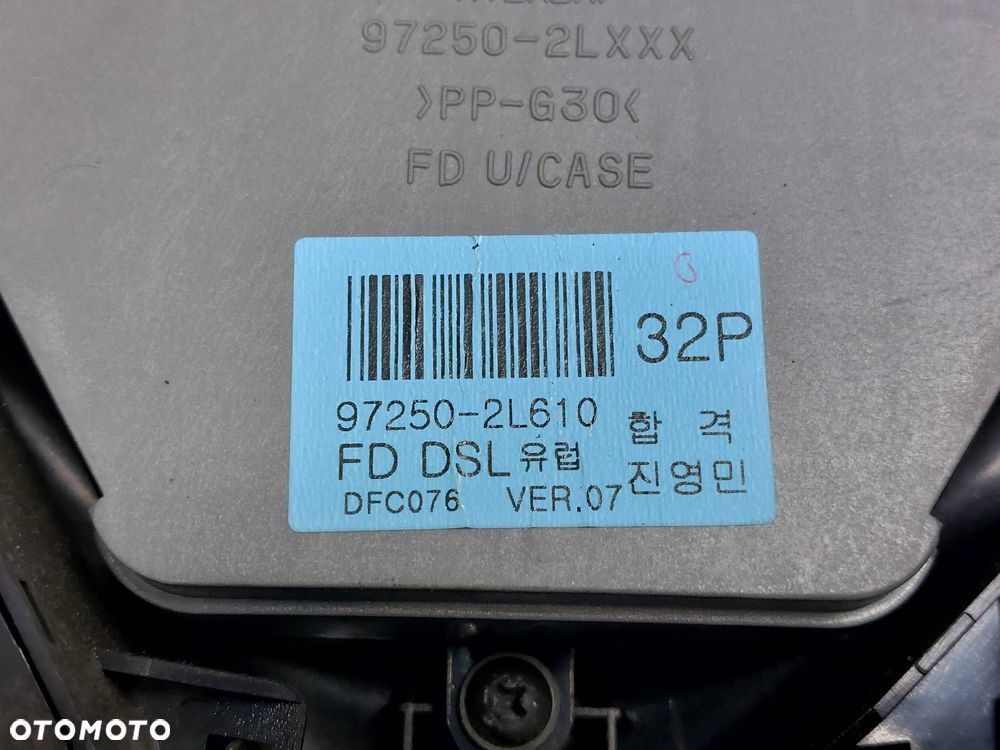 97250-2LXXX
>PP-G30<
FD U/CASE
32P
97250-2L610 합 격
FD DSL 유럽 진영민
DFC076 VER.07
OTOMOTO